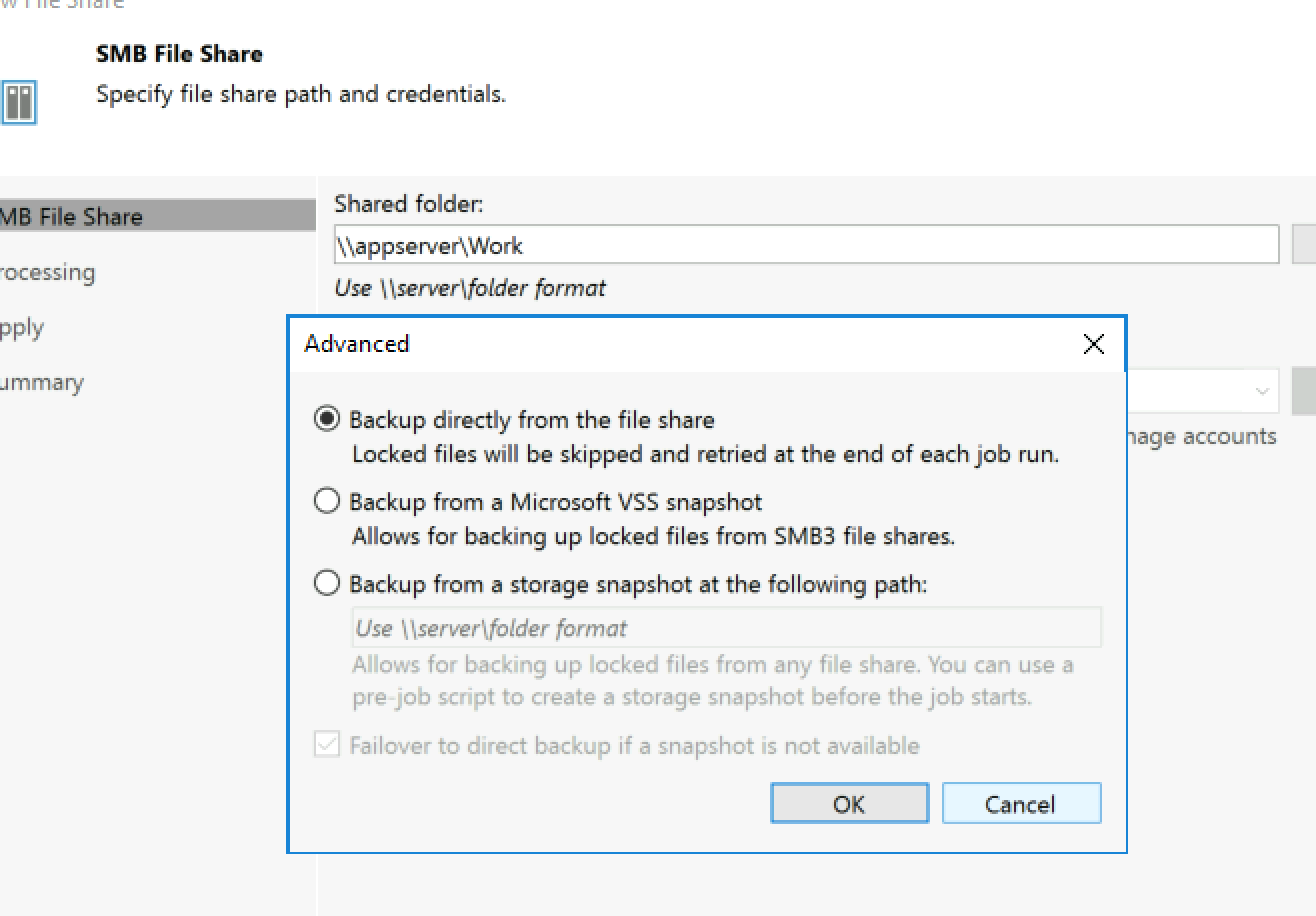 File Share
SMB File Share
Specify file share path and credentials.
MB File Share
rocessing
pply
ummary
Shared folder:
\\appserver\Work
Use \\server\folder format
Advanced
Backup directly from the file share
Locked files will be skipped and retried at the end of each job run.
Backup from a Microsoft VSS snapshot
Allows for backing up locked files from SMB3 file shares.
Backup from a storage snapshot at the following path:
Use \\server\folder format
Allows for backing up locked files from any file share. You can use a
pre-job script to create a storage snapshot before the job starts.
Failover to direct backup if a snapshot is not available
OK
Cancel
nage accounts